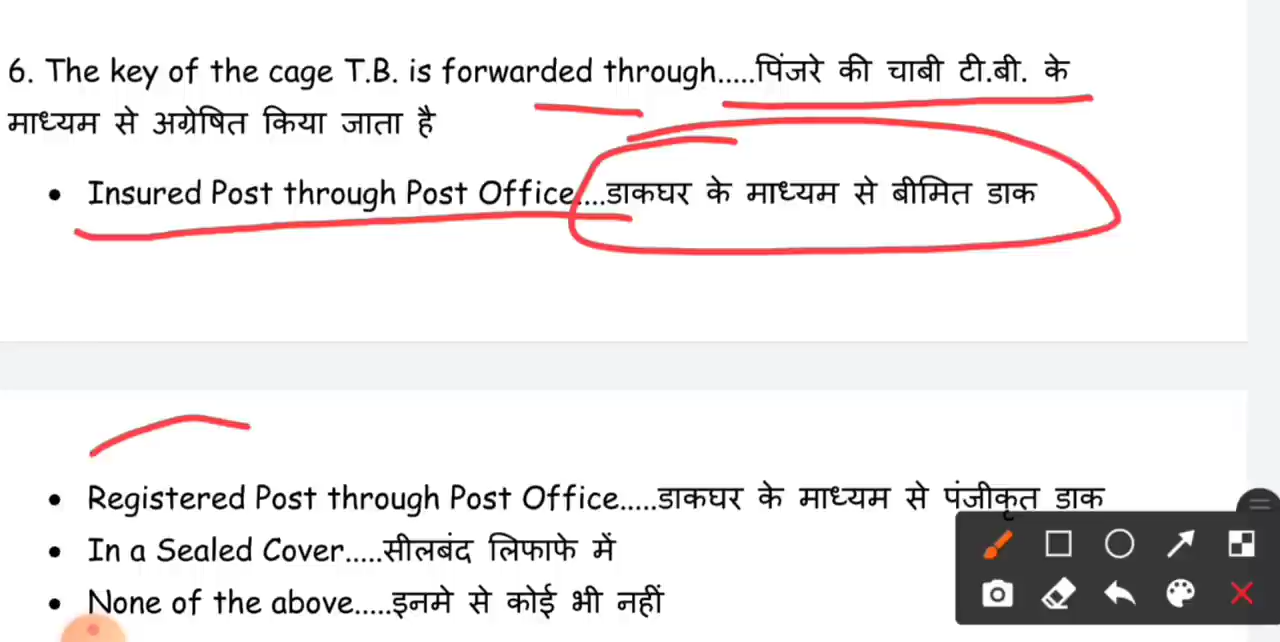 6. The key of the cage T.B. is forwarded through.....पिंजरे की चाबी टी.बी. के
माध्यम से अग्रेषित किया जाता है
• Insured Post through Post Office....डाकघर के माध्यम से बीमित डाक
• Registered Post through Post Office.....डाकघर के माध्यम से पंजीकृत डाक
• In a Sealed Cover.....सीलबंद लिफाफे में
• None of the above.....इनमे से कोई भी नहीं